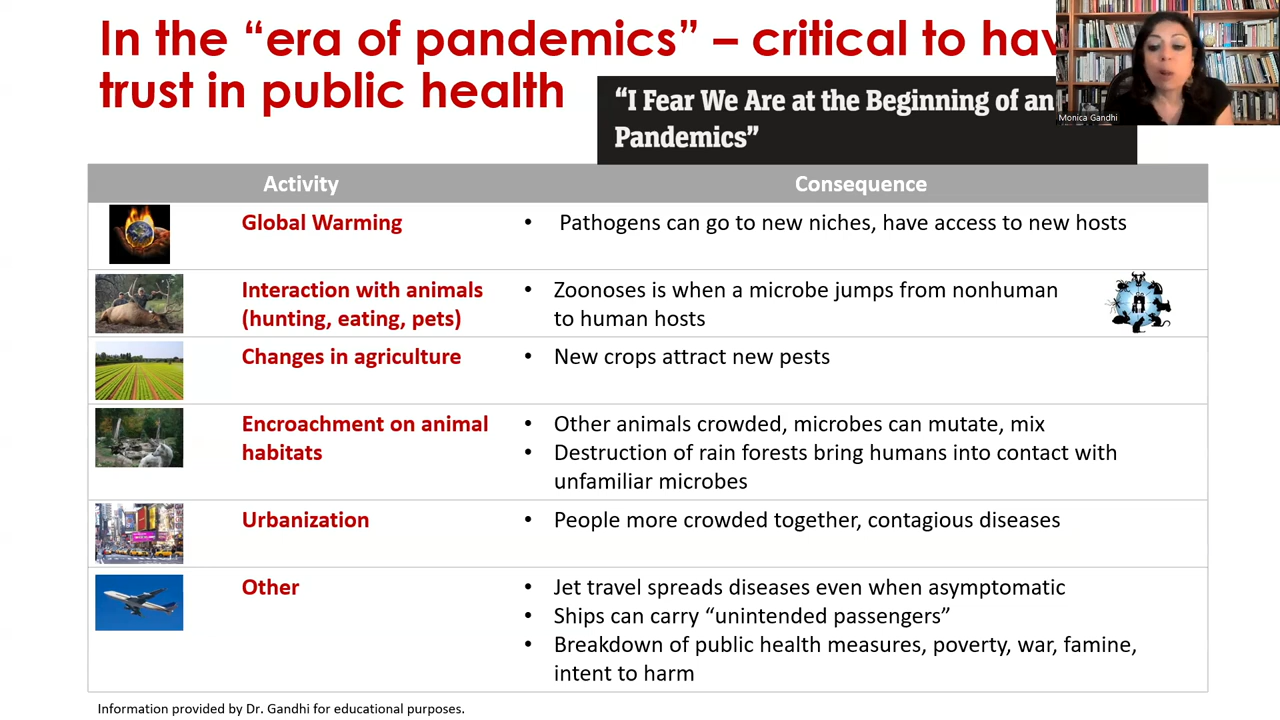 In the “era of pandemics” – critical to hav
trust in public health
“I Fear We Are at the Beginning of an
Pandemics”
Monica Gandhi
Activity Consequence
Global Warming • Pathogens can go to new niches, have access to new hosts
Interaction with animals • Zoonoses is when a microbe jumps from nonhuman
(hunting, eating, pets) to human hosts
Changes in agriculture • New crops attract new pests
Encroachment on animal • Other animals crowded, microbes can mutate, mix
habitats • Destruction of rain forests bring humans into contact with
unfamiliar microbes
Urbanization • People more crowded together, contagious diseases
Other • Jet travel spreads diseases even when asymptomatic
• Ships can carry “unintended passengers”
• Breakdown of public health measures, poverty, war, famine,
intent to harm
Information provided by Dr. Gandhi for educational purposes.